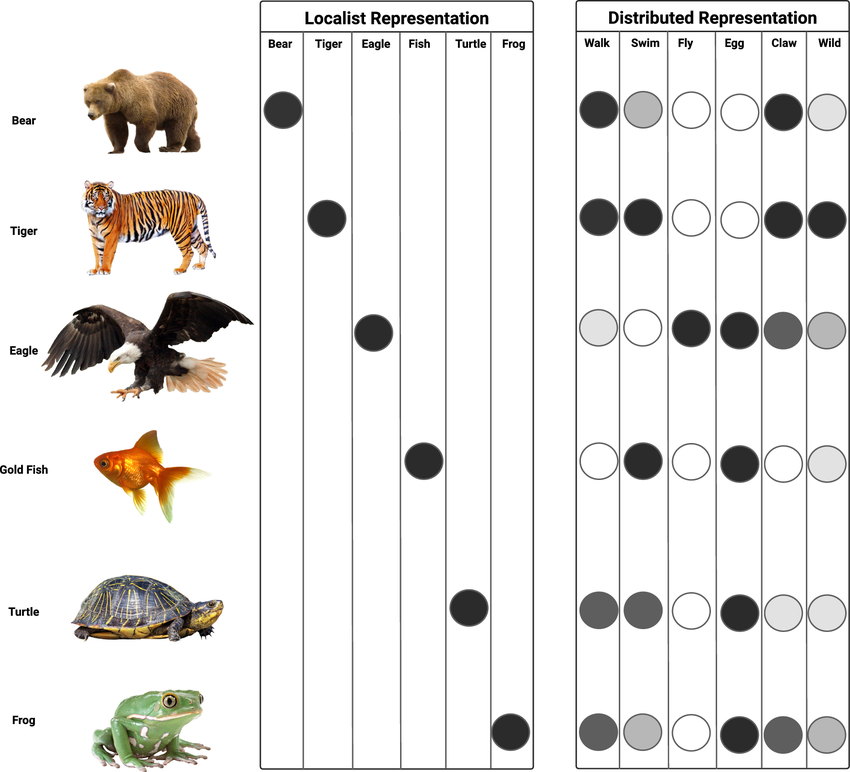 Localist Representation
Distributed Representation
Bear Tiger Eagle Fish Turtle Frog
Walk Swim Fly Egg Claw Wild
Bear
Tiger
Eagle
Gold Fish
Turtle
Frog